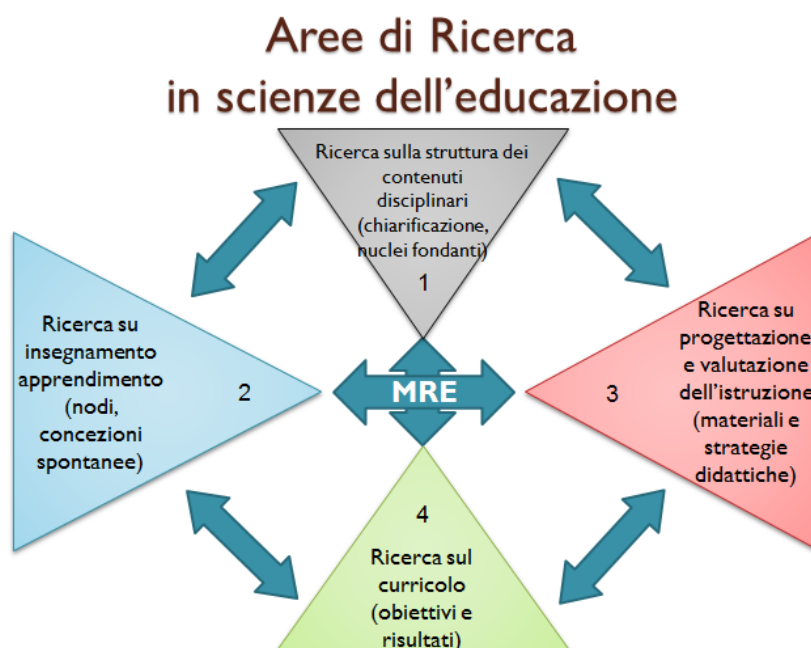 Aree di Ricerca
in scienze dell'educazione
Ricerca sulla struttura dei
contenuti
disciplinari
(chiarificazione,
nuclei fondanti)
1
Ricerca su
insegnamento
apprendimento
(nodi,
concezioni
spontanee)
2
MRE
3
Ricerca su
progettazione
e valutazione
dell'istruzione
(materiali e
strategie
didattiche)
4
Ricerca sul
curricolo
(obiettivi e
risultati)